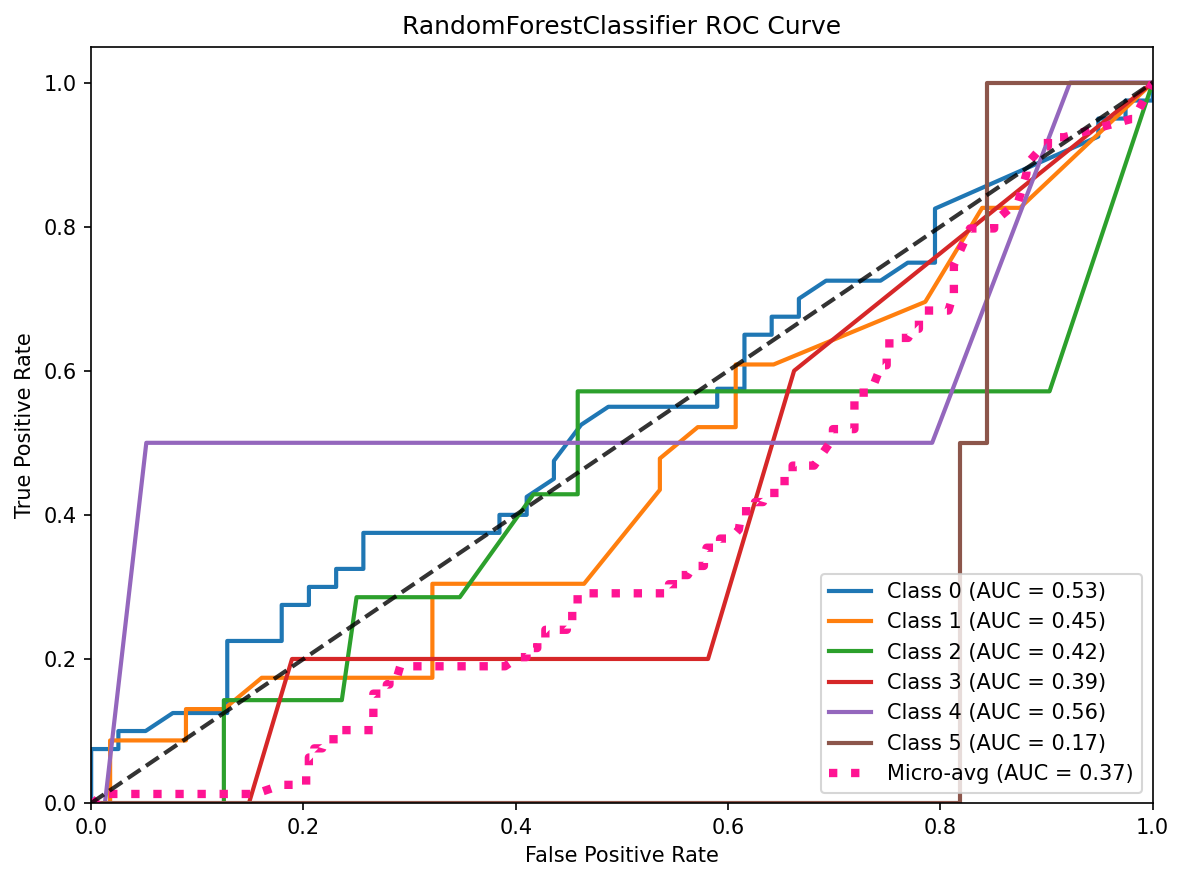 RandomForestClassifier ROC Curve
True Positive Rate
1.0
0.8
0.6
0.4
0.2
0.0
0.0 0.2 0.4 0.6 0.8 1.0
False Positive Rate
Class 0 (AUC = 0.53)
Class 1 (AUC = 0.45)
Class 2 (AUC = 0.42)
Class 3 (AUC = 0.39)
Class 4 (AUC = 0.56)
Class 5 (AUC = 0.17)
Micro-avg (AUC = 0.37)